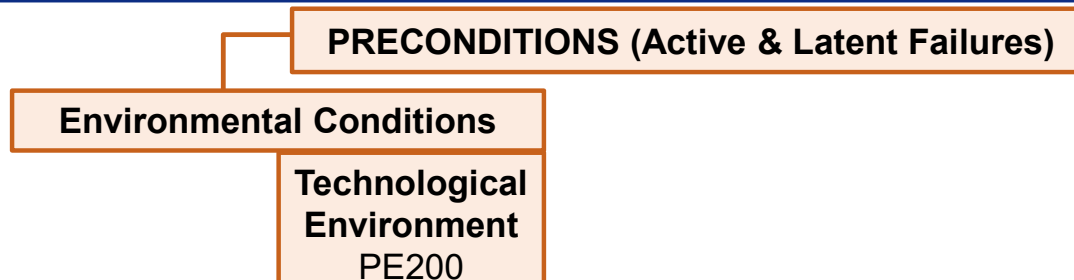 PRECONDITIONS (Active & Latent Failures)
Environmental Conditions
Technological
Environment
PE200